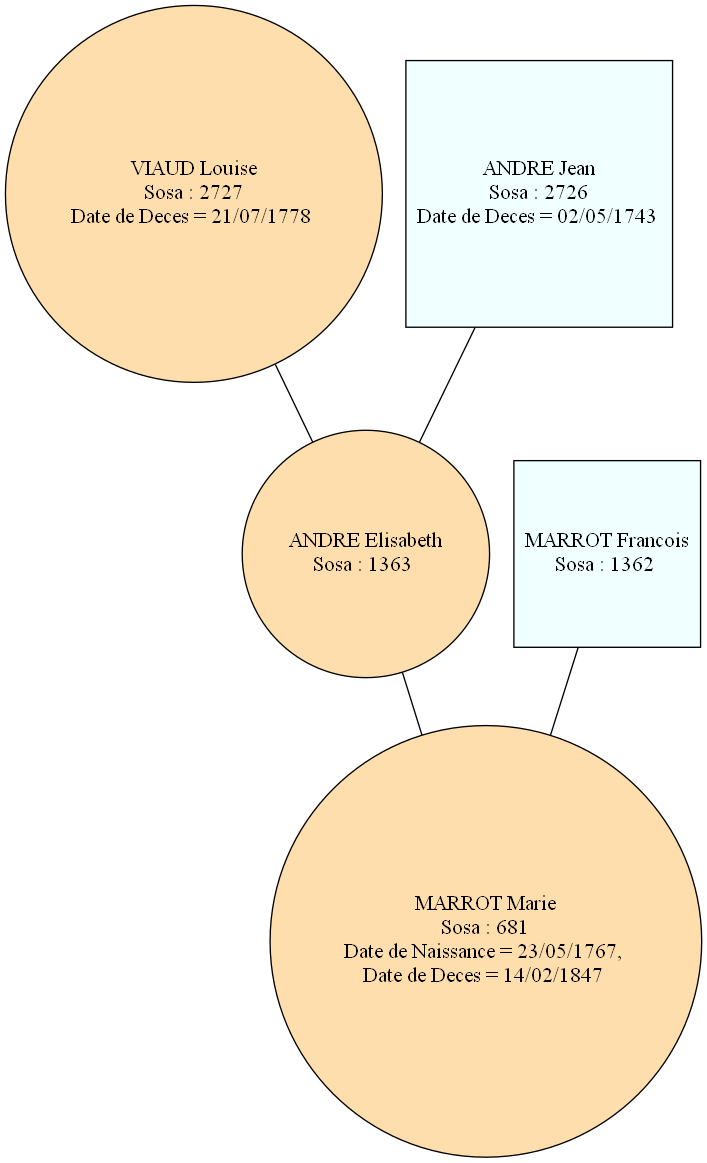 VIAUD Louise
Sosa : 2727
Date de Deces = 21/07/1778
ANDRE Jean
Sosa : 2726
Date de Deces = 02/05/1743
ANDRE Elisabeth
Sosa : 1363
MARROT Francois
Sosa : 1362
MARROT Marie
Sosa : 681
Date de Naissance = 23/05/1767,
Date de Deces = 14/02/1847